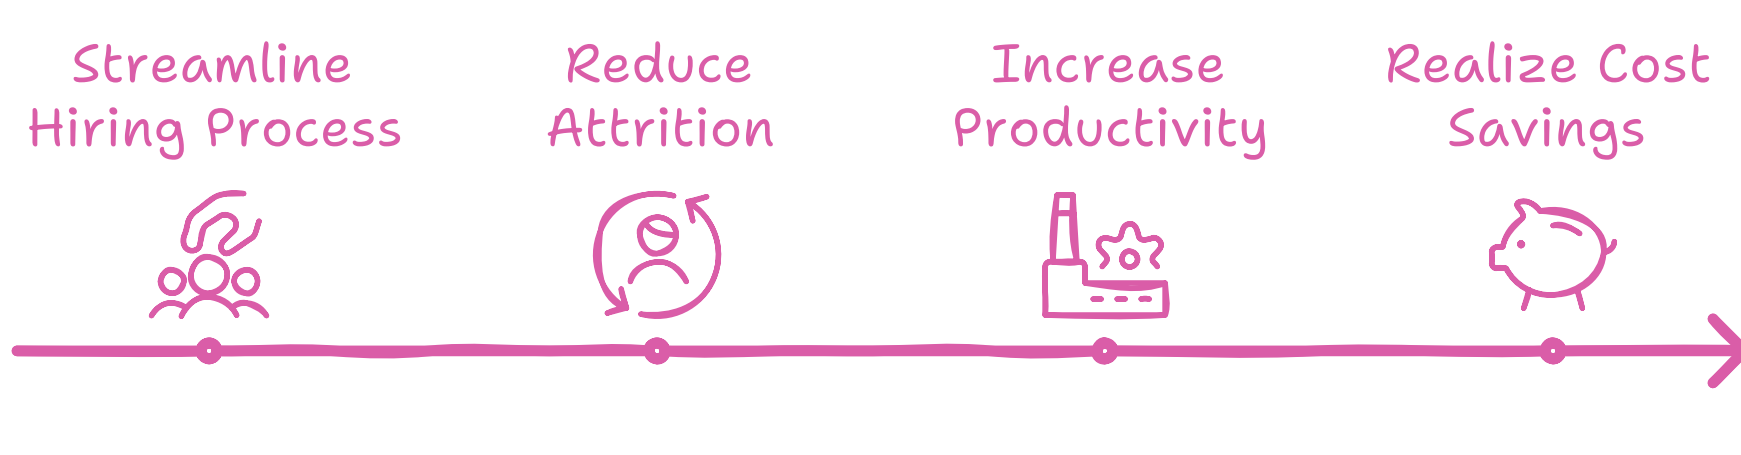 Streamline
Hiring Process
Reduce
Attrition
Increase
Productivity
Realize Cost
Savings